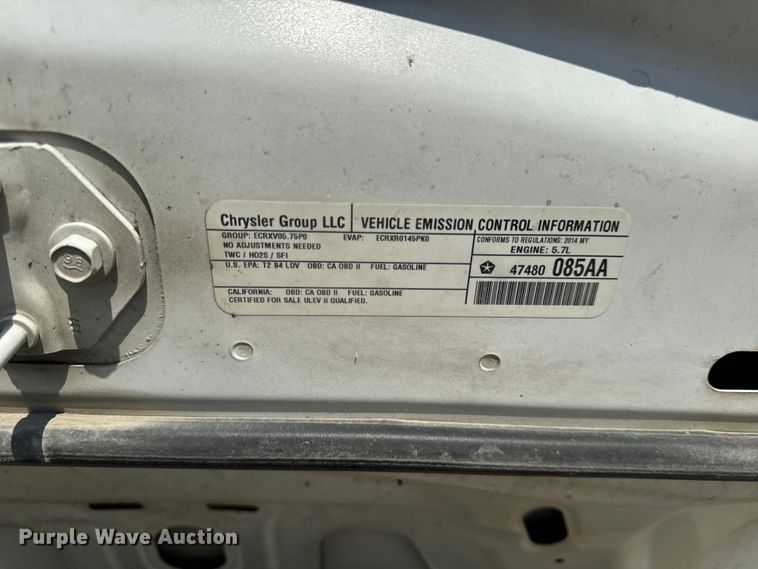 Chrysler Group LLC VEHICLE EMISSION CONTROL INFORMATION
GROUP: ECRXV05.75P0 EVAP: ECRXR0145PK0
NO ADJUSTMENTS NEEDED
TWC / HO2S / SFI
CONFORMS TO REGULATIONS: 2014 MY
ENGINE: 5.7L
U.S. EPA: T2 B4 LDV OBD: CA OBD II FUEL: GASOLINE
47480 085AA
CALIFORNIA: OBD: CA OBD II FUEL: GASOLINE
CERTIFIED FOR SALE ULEV II QUALIFIED.
9.8
Purple Wave Auction